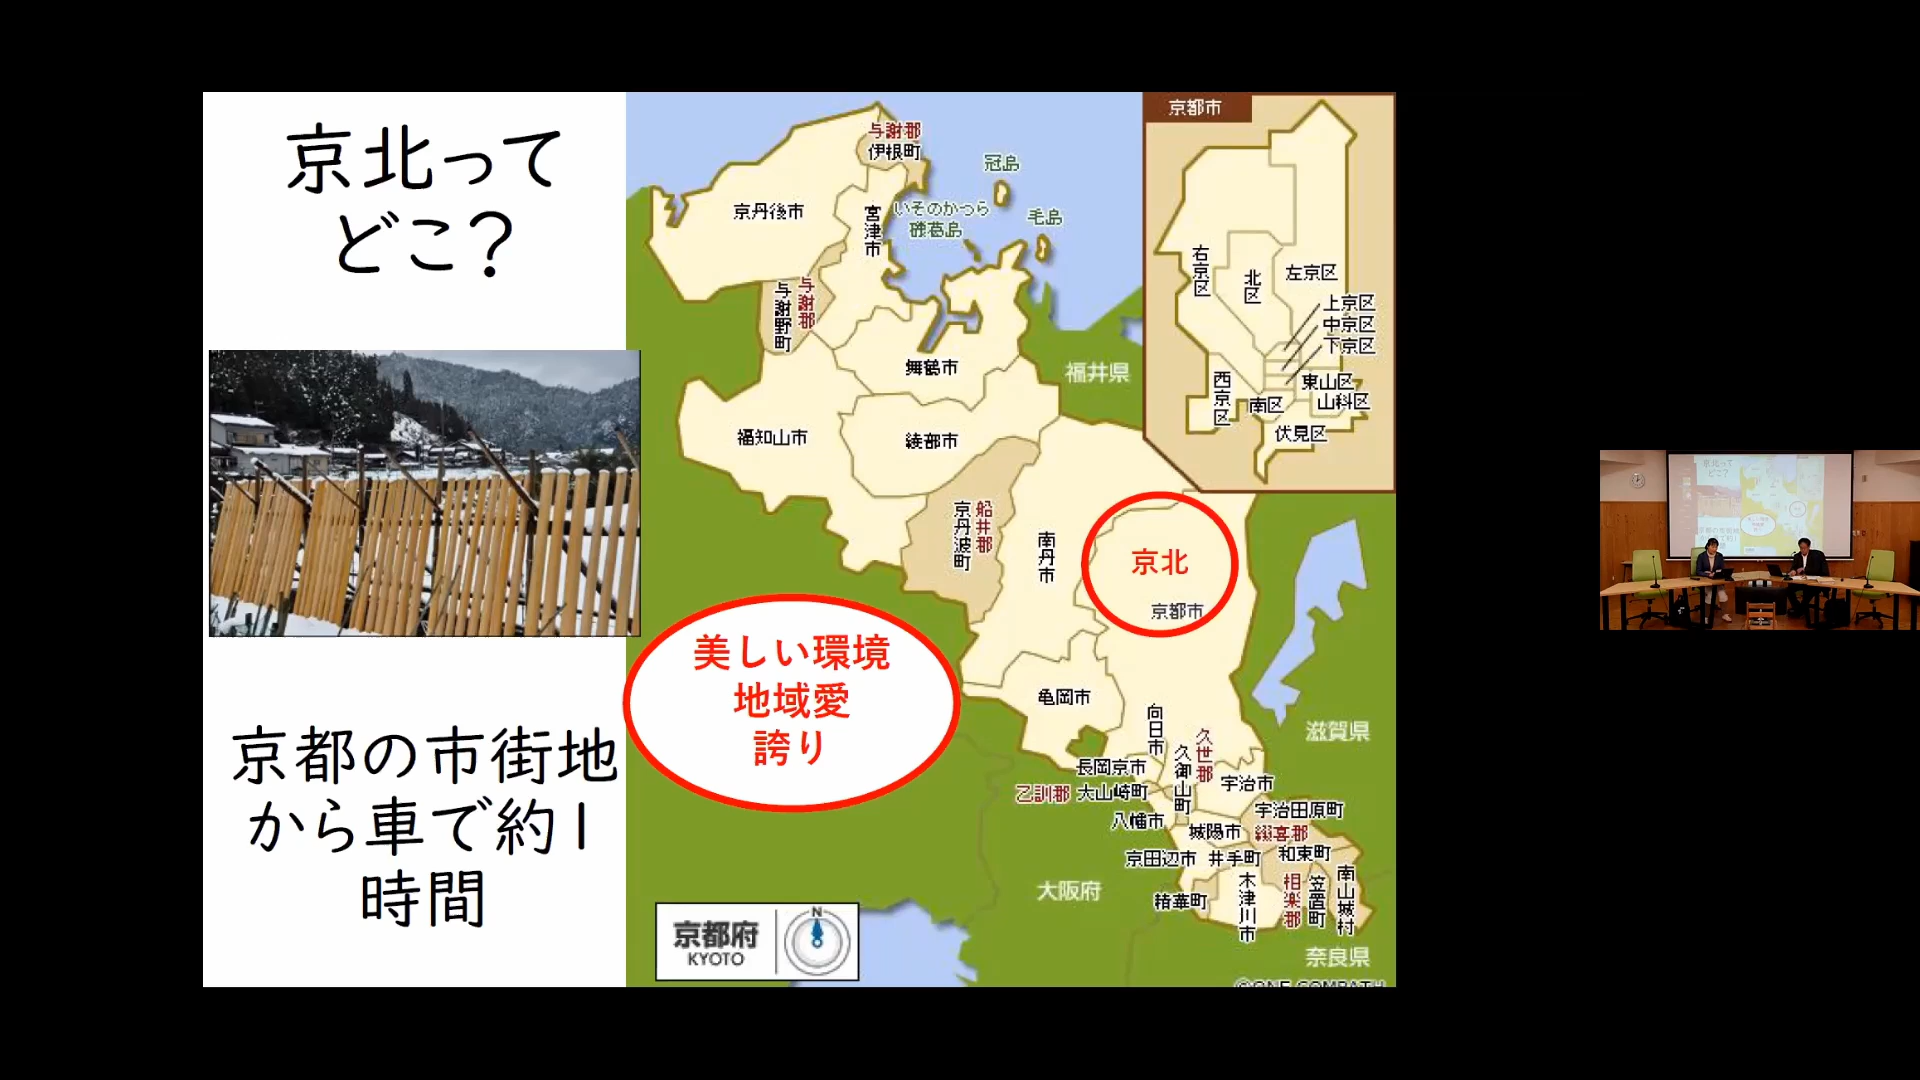 京北って
どこ?
京都の市街地
から車で約1
時間
美しい環境
地域愛
誇り
京都府
KYOTO
N
与謝郡
伊根町
冠島
京丹後市
宮津市
いそのかつら
磯葛島
毛島
与謝野町
与謝郡
舞鶴市
福井県
福知山市
綾部市
船井郡
京丹波町
南丹市
京北
京都市
亀岡市
向日市
久世郡
久御山町
長岡京市
宇治市
乙訓郡
大山崎町
宇治田原町
八幡市
城陽市
綴喜郡
京田辺市
井手町
和束町
精華町
木津川市
相楽郡
笠置町
南山城村
滋賀県
大阪府
奈良県
京都市
右京区
北区
左京区
上京区
中京区
下京区
西京区
南区
東山区
山科区
伏見区